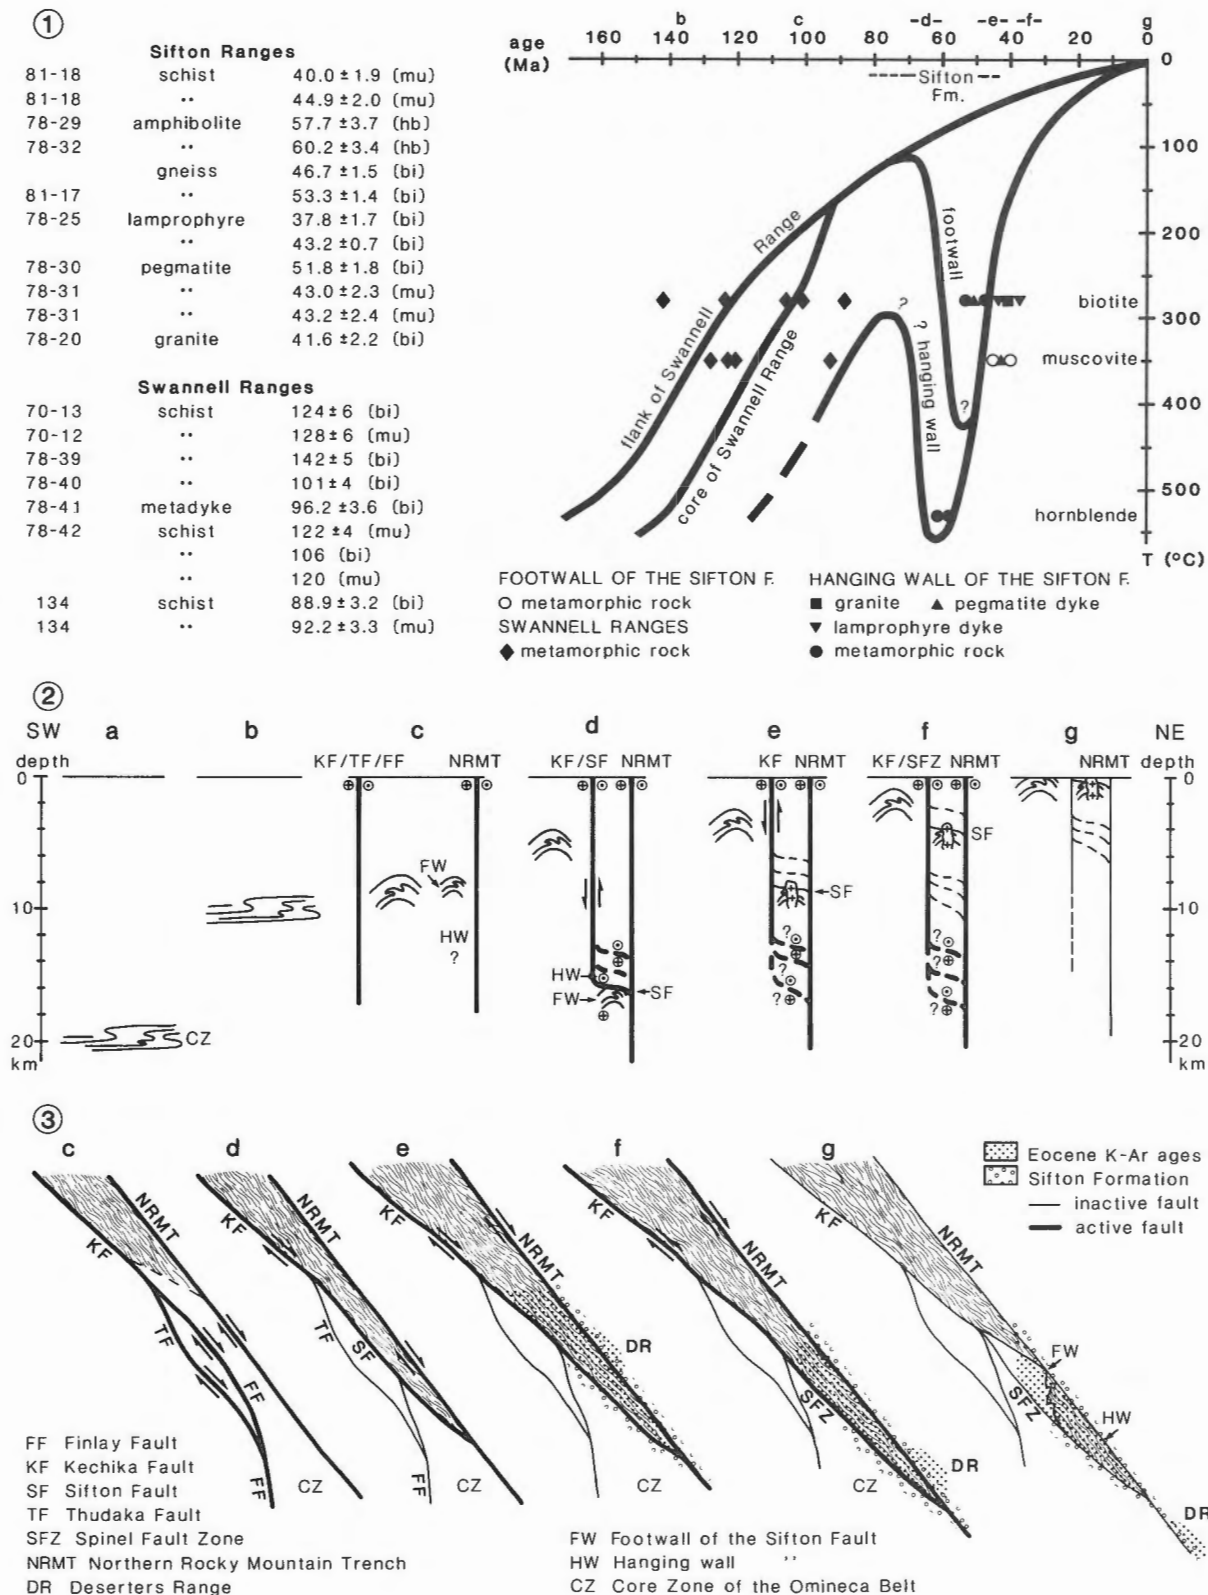 ①
Sifton Ranges
81-18 schist 40.0 ± 1.9 (mu)
81-18 ·· 44.9 ± 2.0 (mu)
78-29 amphibolite 57.7 ± 3.7 (hb)
78-32 ·· 60.2 ± 3.4 (hb)
gneiss 46.7 ± 1.5 (bi)
81-17 ·· 53.3 ± 1.4 (bi)
78-25 lamprophyre 37.8 ± 1.7 (bi)
·· 43.2 ± 0.7 (bi)
78-30 pegmatite 51.8 ± 1.8 (bi)
78-31 ·· 43.0 ± 2.3 (mu)
78-31 ·· 43.2 ± 2.4 (mu)
78-20 granite 41.6 ± 2.2 (bi)
Swannell Ranges
70-13 schist 124 ± 6 (bi)
70-12 ·· 128 ± 6 (mu)
78-39 ·· 142 ± 5 (bi)
78-40 ·· 101 ± 4 (bi)
78-41 metadyke 96.2 ± 3.6 (bi)
78-42 schist 122 ± 4 (mu)
·· 106 (bi)
·· 120 (mu)
134 schist 88.9 ± 3.2 (bi)
134 ·· 92.2 ± 3.3 (mu)
b c -d- -e- -f- g
age (Ma) 160 140 120 100 80 60 40 20 0
0
Sifton Fm.
100
200
biotite
300
muscovite
400
500
hornblende
T (°C)
flank of Swannell Range
core of Swannell Range
footwall
? ? hanging wall
?
FOOTWALL OF THE SIFTON F.
○ metamorphic rock
SWANNELL RANGES
◆ metamorphic rock
HANGING WALL OF THE SIFTON F.
■ granite ▲ pegmatite dyke
▼ lamprophyre dyke
● metamorphic rock
②
SW a b c d e f g NE
depth KF/TF/FF NRMT KF/SF NRMT KF NRMT KF/SFZ NRMT NRMT depth
0 0
FW
SF
SF
10 10
HW
?
HW
FW
SF
? ? ? ?
? ? ? ?
CZ
20 20
km km
③
c d e f g
Eocene K-Ar ages
Sifton Formation
inactive fault
active fault
KF NRMT TF FF FF CZ
KF NRMT TF SF FF CZ
KF NRMT DR CZ
KF NRMT SFZ DR CZ
KF NRMT SFZ FW HW DR
FF Finlay Fault
KF Kechika Fault
SF Sifton Fault
TF Thudaka Fault
SFZ Spinel Fault Zone
NRMT Northern Rocky Mountain Trench
DR Deserters Range
FW Footwall of the Sifton Fault
HW Hanging wall ''
CZ Core Zone of the Omineca Belt